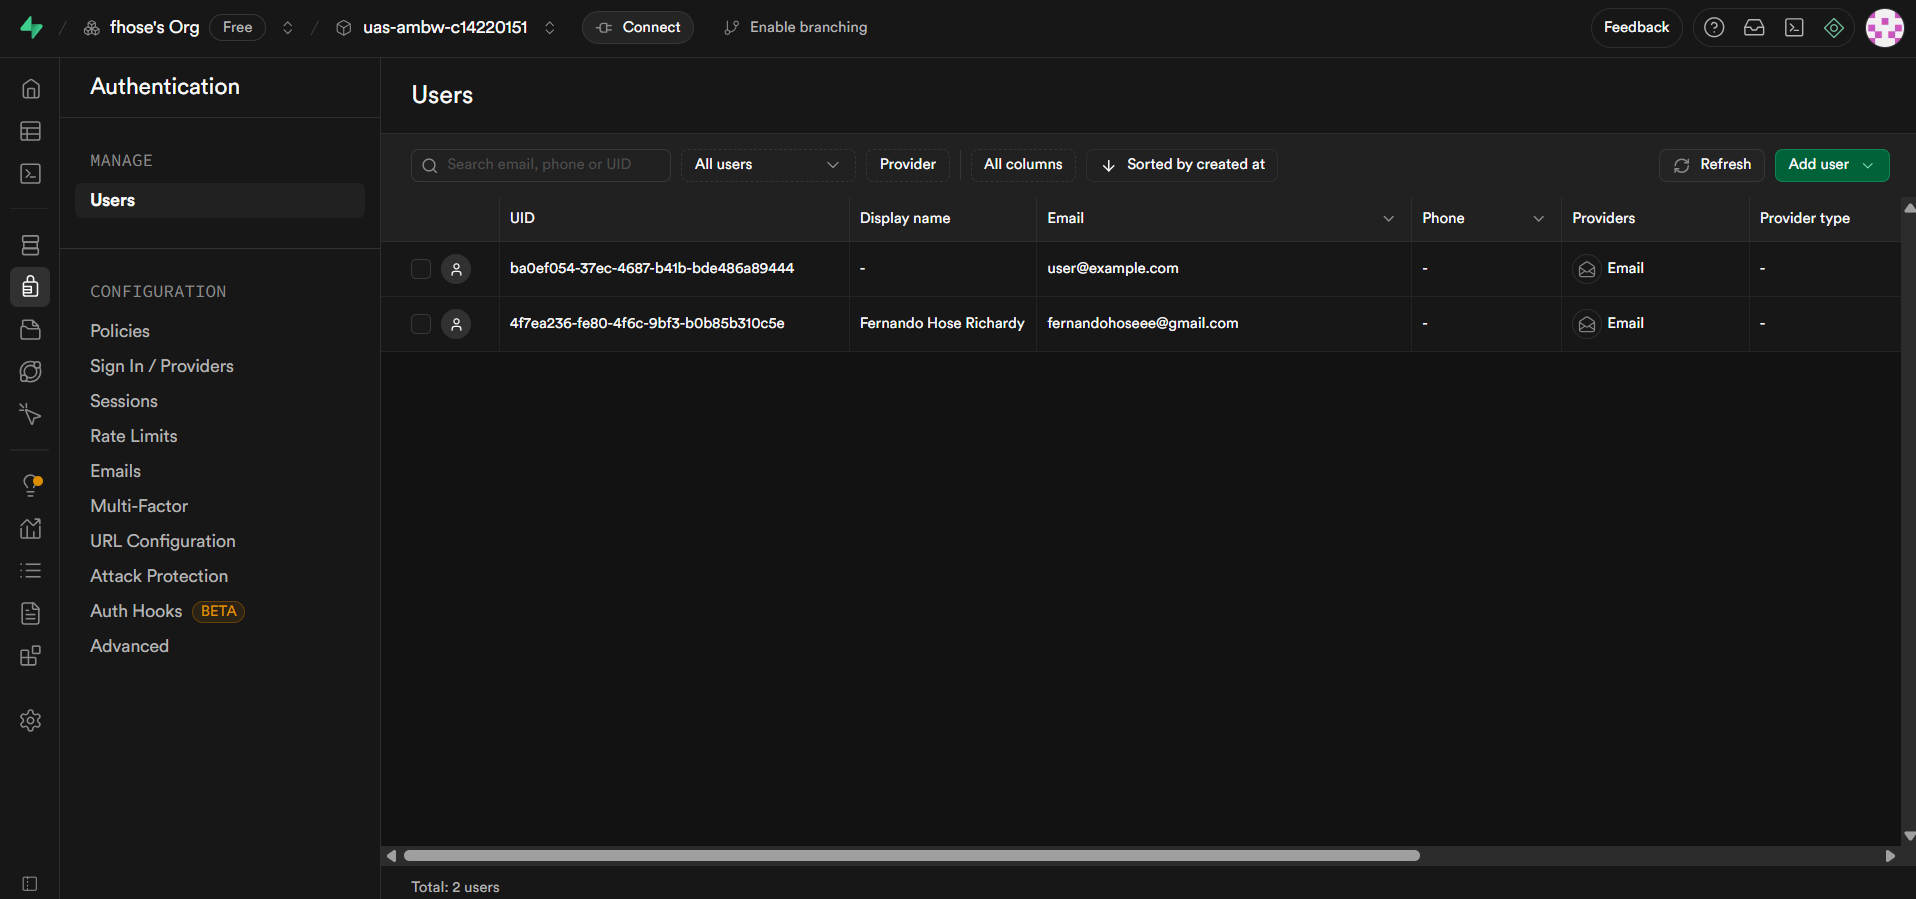 fhose's Org Free uas-ambw-c14220151 Connect Enable branching Feedback
Authentication
MANAGE
Users
CONFIGURATION
Policies
Sign In / Providers
Sessions
Rate Limits
Emails
Multi-Factor
URL Configuration
Attack Protection
Auth Hooks BETA
Advanced
Users
Search email, phone or UID All users Provider All columns Sorted by created at Refresh Add user
UID Display name Email Phone Providers Provider type
ba0ef054-37ec-4687-b41b-bde486a89444 - user@example.com - Email -
4f7ea236-fe80-4f6c-9bf3-b0b85b310c5e Fernando Hose Richardy fernandohoseee@gmail.com - Email -
Total: 2 users